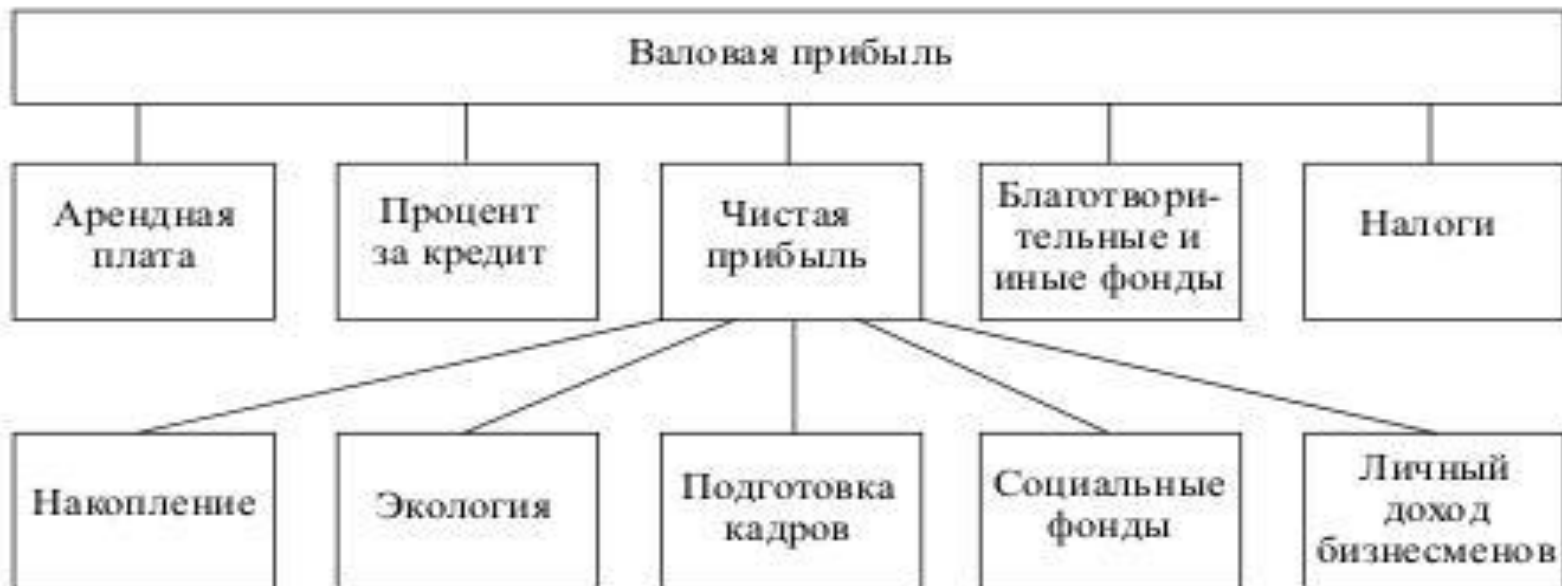 Валовая прибыль
Арендная
плата
Процент
за кредит
Чистая
прибыль
Благотвори-
тельные и
иные фонды
Налоги
Накопление
Экология
Подготовка
кадров
Социальные
фонды
Личный
доход
бизнесменов